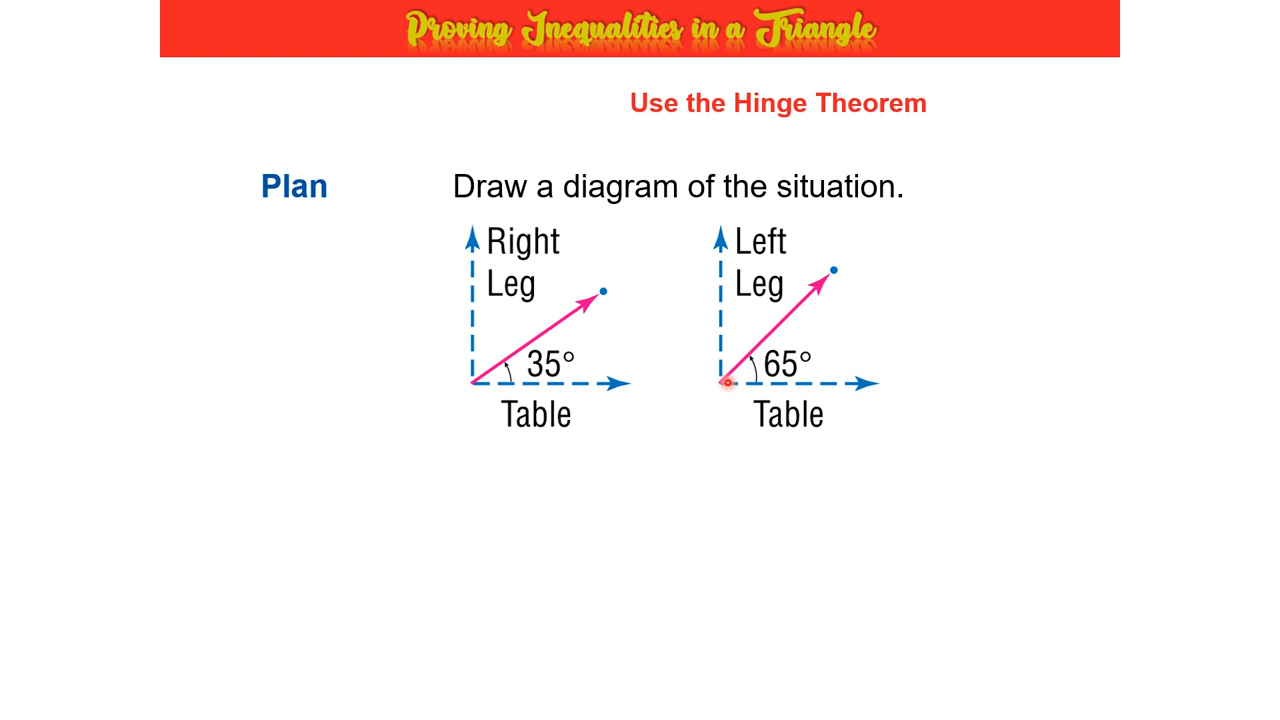 Proving Inequalities in a Triangle
Use the Hinge Theorem
Plan
Draw a diagram of the situation.
Right
Leg
35°
Table
Left
Leg
65°
Table